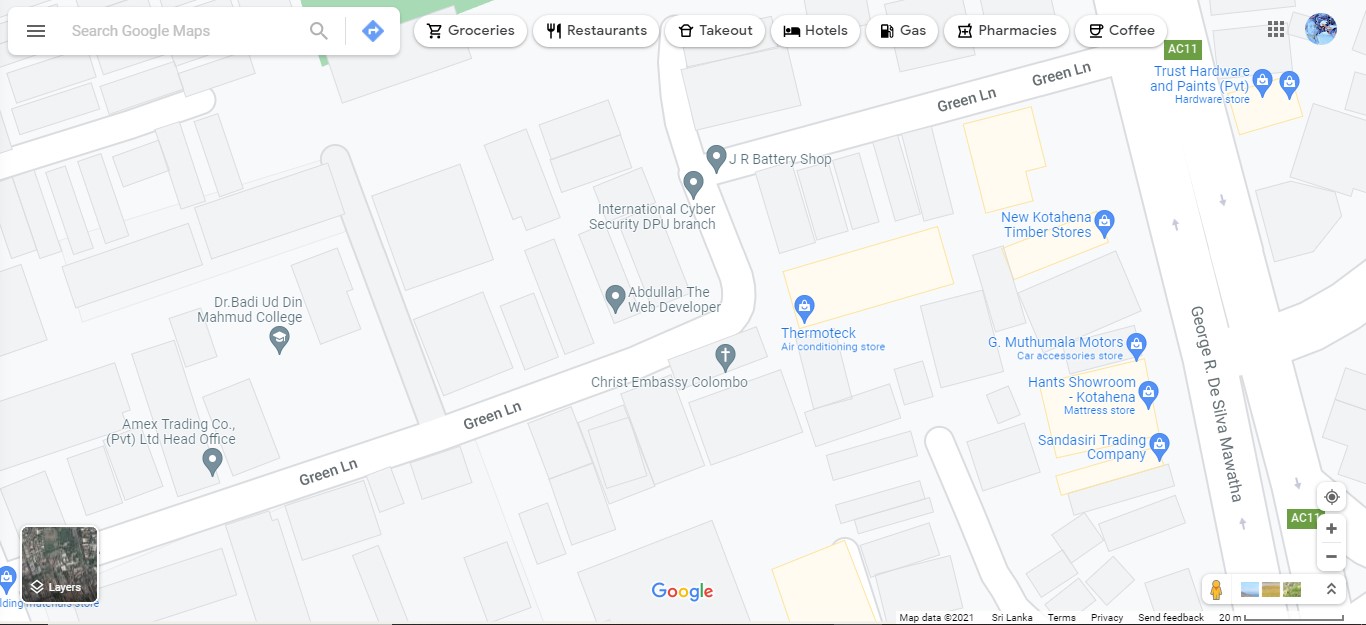 Search Google Maps
Groceries
Restaurants
Takeout
Hotels
Gas
Pharmacies
Coffee
AC11
Trust Hardware
and Paints (Pvt)
Hardware store
Green Ln
Green Ln
J R Battery Shop
International Cyber
Security DPU branch
New Kotahena
Timber Stores
Abdullah The
Web Developer
Dr.Badi Ud Din
Mahmud College
Thermoteck
Air conditioning store
George R. De Silva Mawatha
G. Muthumala Motors
Car accessories store
Christ Embassy Colombo
Hants Showroom
- Kotahena
Mattress store
Green Ln
Amex Trading Co.,
(Pvt) Ltd Head Office
Sandasiri Trading
Company
Green Ln
AC11
Layers
Google
lding materials store
Map data ©2021
Sri Lanka
Terms
Privacy
Send feedback
20 m